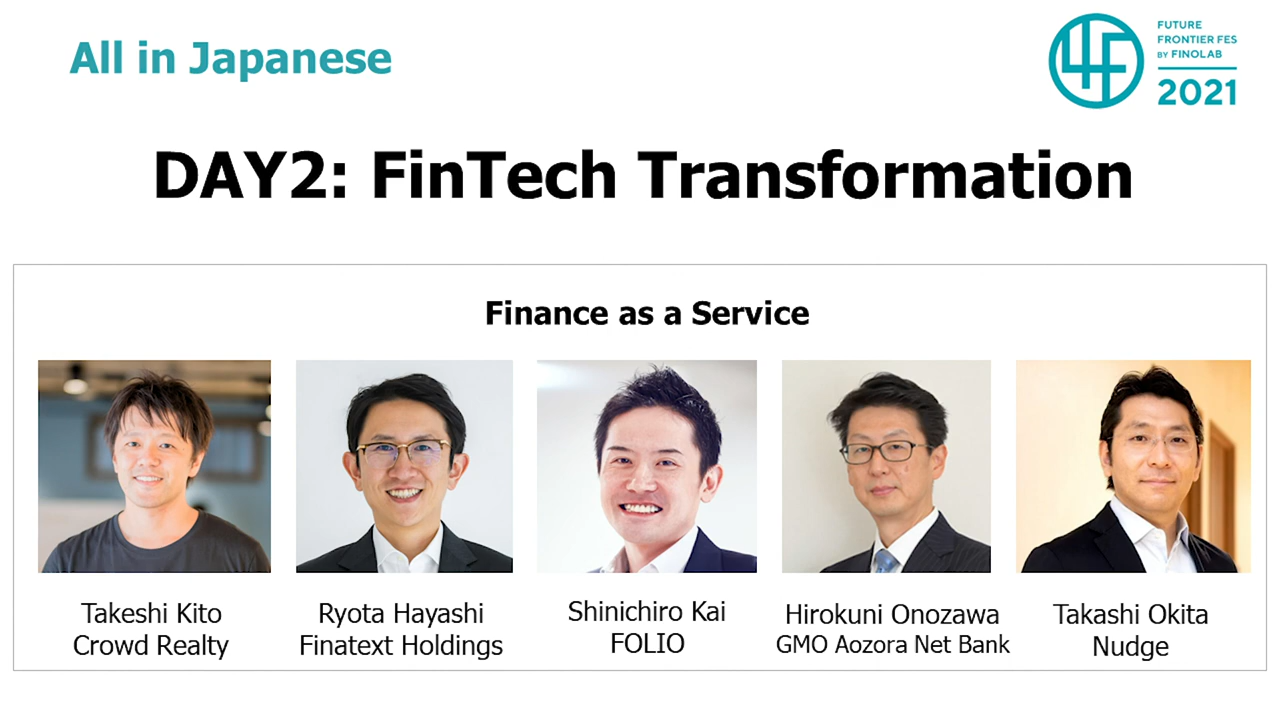 All in Japanese
4F
FUTURE
FRONTIER FES
BY FINOLAB
2021
DAY2: FinTech Transformation
Finance as a Service
Takeshi Kito
Crowd Realty
Ryota Hayashi
Finatext Holdings
Shinichiro Kai
FOLIO
Hirokuni Onozawa
GMO Aozora Net Bank
Takashi Okita
Nudge